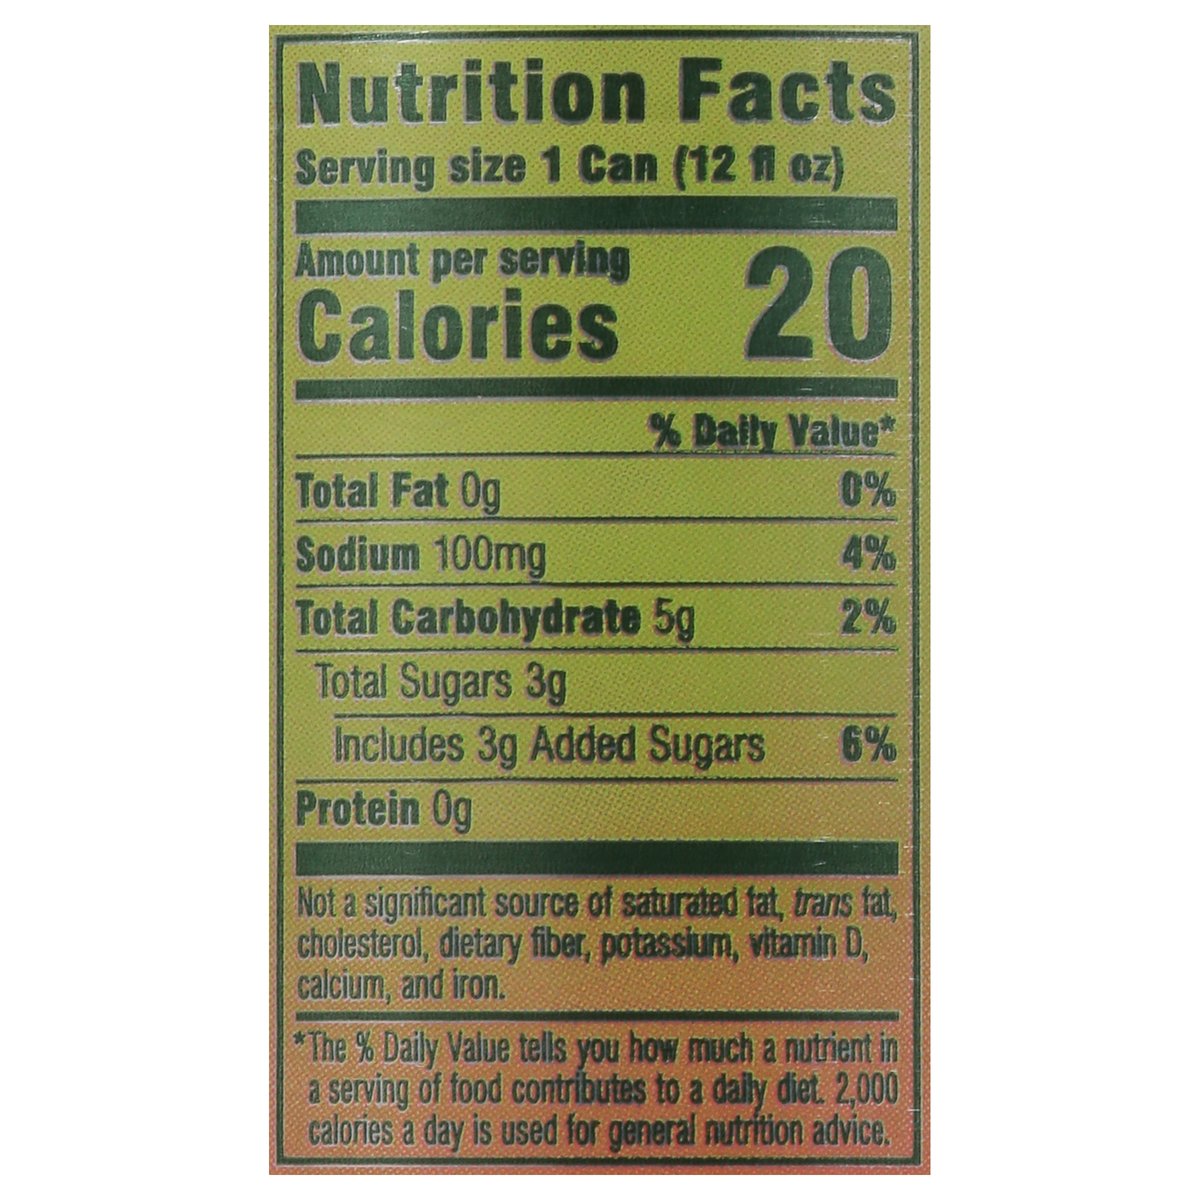 Nutrition Facts
Serving size 1 Can (12 fl oz)
Amount per serving
Calories 20
% Daily Value*
Total Fat 0g 0%
Sodium 100mg 4%
Total Carbohydrate 5g 2%
Total Sugars 3g
Includes 3g Added Sugars 6%
Protein 0g
Not a significant source of saturated fat, trans fat,
cholesterol, dietary fiber, potassium, vitamin D,
calcium, and iron.
*The % Daily Value tells you how much a nutrient in
a serving of food contributes to a daily diet. 2,000
calories a day is used for general nutrition advice.